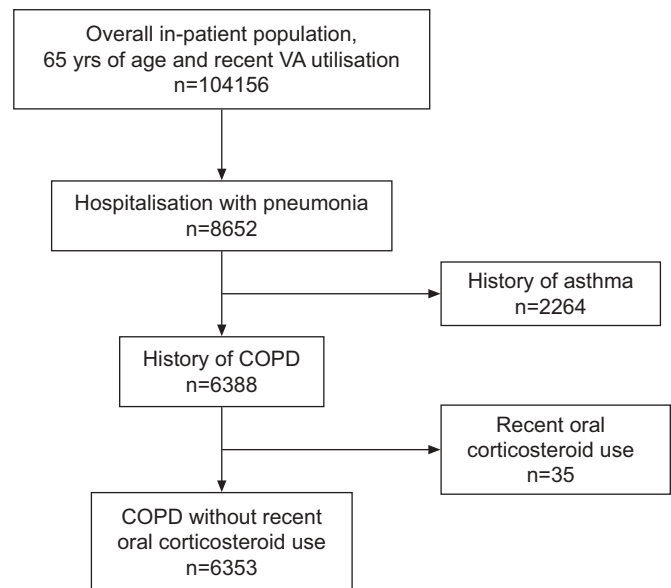 Overall in-patient population,
65 yrs of age and recent VA utilisation
n=104156
Hospitalisation with pneumonia
n=8652
History of asthma
n=2264
History of COPD
n=6388
Recent oral
corticosteroid use
n=35
COPD without recent
oral corticosteroid use
n=6353